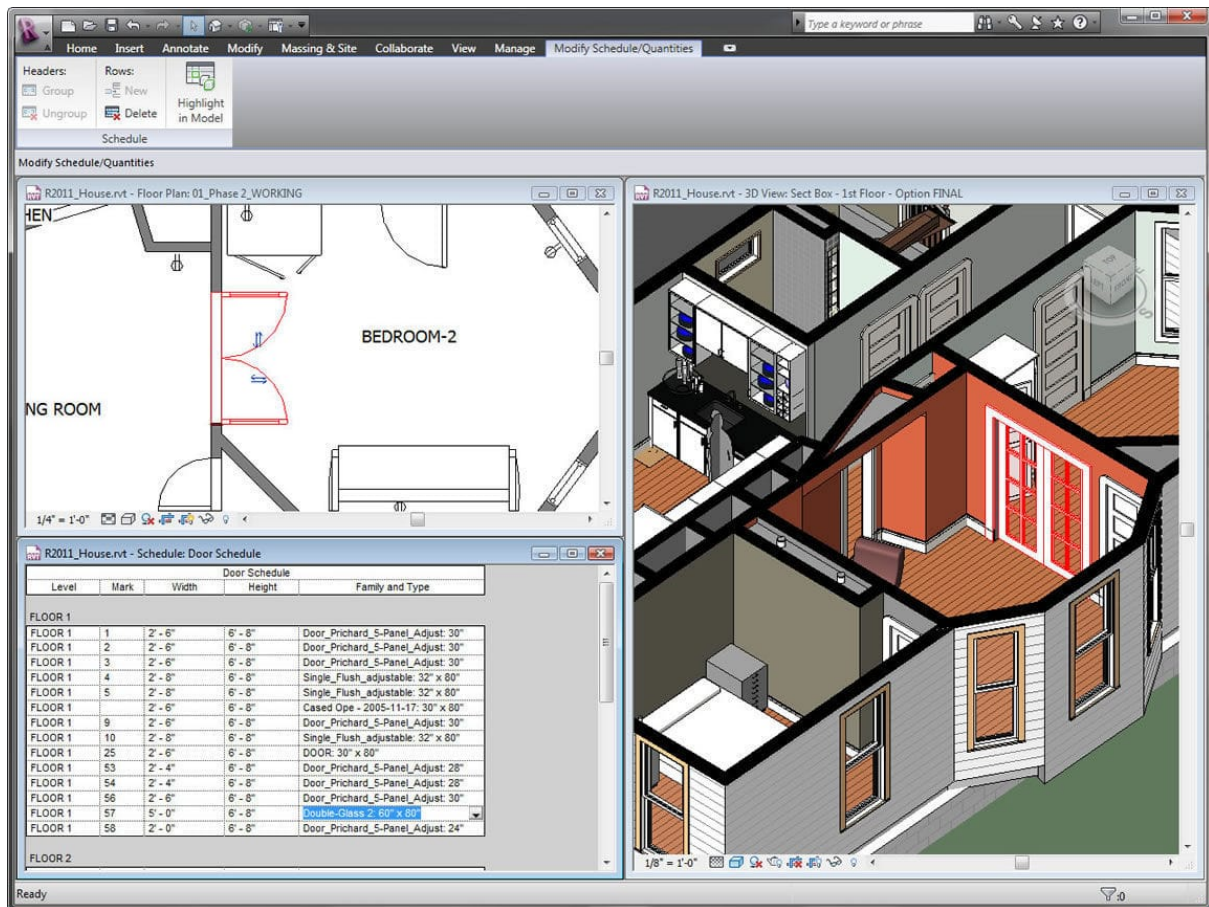 Type a keyword or phrase
Home Insert Annotate Modify Massing & Site Collaborate View Manage Modify Schedule/Quantities
Headers: Rows:
Group New
Ungroup Delete
Highlight
in Model
Schedule
Modify Schedule/Quantities
R2011_House.rvt - Floor Plan: 01_Phase 2_WORKING
HEN
BEDROOM-2
NG ROOM
1/4" = 1'-0"
R2011_House.rvt - Schedule: Door Schedule
Door Schedule
Level Mark Width Height Family and Type
FLOOR 1
FLOOR 1 1 2' - 6" 6' - 8" Door_Prichard_5-Panel_Adjust: 30"
FLOOR 1 2 2' - 6" 6' - 8" Door_Prichard_5-Panel_Adjust: 30"
FLOOR 1 3 2' - 6" 6' - 8" Door_Prichard_5-Panel_Adjust: 30"
FLOOR 1 4 2' - 8" 6' - 8" Single_Flush_adjustable: 32" x 80"
FLOOR 1 5 2' - 8" 6' - 8" Single_Flush_adjustable: 32" x 80"
FLOOR 1 2' - 6" 6' - 8" Cased Ope - 2005-11-17: 30" x 80"
FLOOR 1 9 2' - 6" 6' - 8" Door_Prichard_5-Panel_Adjust: 30"
FLOOR 1 10 2' - 8" 6' - 8" Single_Flush_adjustable: 32" x 80"
FLOOR 1 25 2' - 6" 6' - 8" DOOR: 30" x 80"
FLOOR 1 53 2' - 4" 6' - 8" Door_Prichard_5-Panel_Adjust: 28"
FLOOR 1 54 2' - 4" 6' - 8" Door_Prichard_5-Panel_Adjust: 28"
FLOOR 1 56 2' - 6" 6' - 8" Door_Prichard_5-Panel_Adjust: 30"
FLOOR 1 57 5' - 0" 6' - 8" Double-Glass 2: 60" x 80"
FLOOR 1 58 2' - 0" 6' - 8" Door_Prichard_5-Panel_Adjust: 24"
FLOOR 2
R2011_House.rvt - 3D View: Sect Box - 1st Floor - Option FINAL
TOP
S
1/8" = 1'-0"
Ready
:0